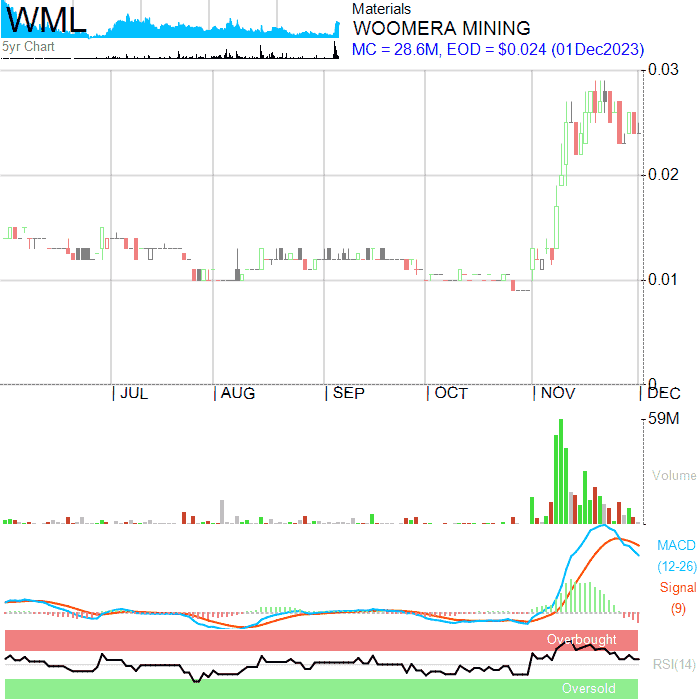 WML
5yr Chart
Materials
WOOMERA MINING
MC = 28.6M, EOD = $0.024 (01Dec2023)
0.03
0.02
0.01
0
JUL
AUG
SEP
OCT
NOV
DEC
59M
Volume
MACD
(12-26)
Signal
(9)
Overbought
RSI(14)
Oversold